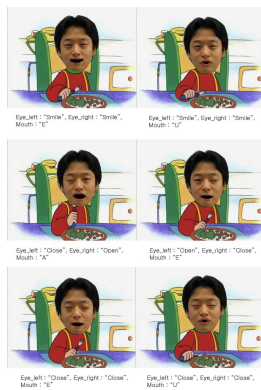 Eye_left : "Smile", Eye_right : "Smile",
Mouth : "E"
Eye_left : "Smile", Eye_right : "Smile",
Mouth : "U"
Eye_left : "Close", Eye_right : "Open",
Mouth : "A"
Eye_left : "Open", Eye_right : "Close",
Mouth : "E"
Eye_left : "Close", Eye_right : "Close",
Mouth : "E"
Eye_left : "Close", Eye_right : "Close",
Mouth : "U"